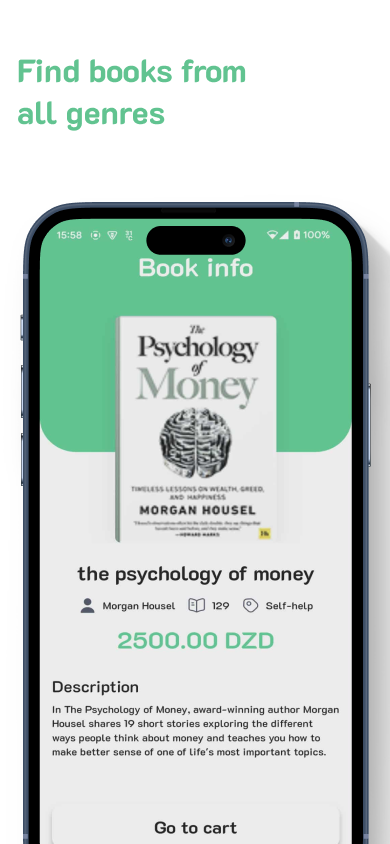 Find books from
all genres
15:58
100%
Book info
The
Psychology
of
Money
TIMELESS LESSONS ON WEALTH, GREED,
AND HAPPINESS
MORGAN HOUSEL
—HOWARD MARKS
the psychology of money
Morgan Housel 129 Self-help
2500.00 DZD
Description
In The Psychology of Money, award-winning author Morgan
Housel shares 19 short stories exploring the different
ways people think about money and teaches you how to
make better sense of one of life's most important topics.
Go to cart